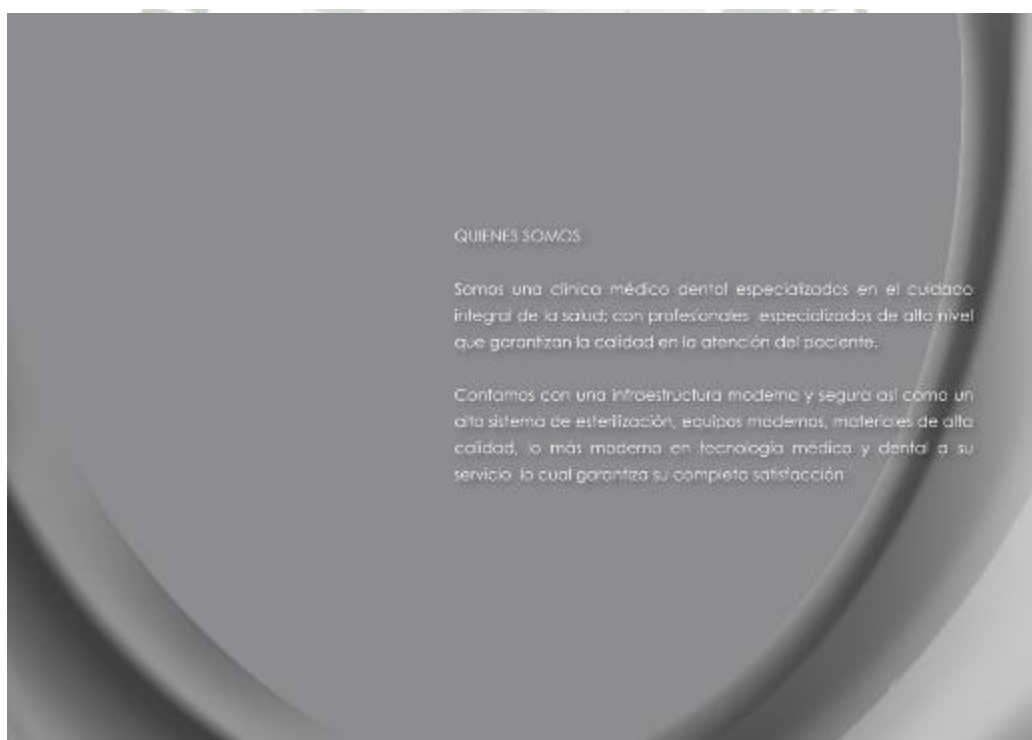 QUIENES SOMOS
Somos una clínica médico dental especializados en el cuidado
integral de la salud; con profesionales especializados de alto nivel
que garantizan la calidad en la atención del paciente.
Contamos con una infraestructura moderna y segura así como un
alto sistema de esterilización, equipos modernos, materiales de alta
calidad, lo más moderno en tecnología médica y dental a su
servicio lo cual garantiza su completa satisfacción